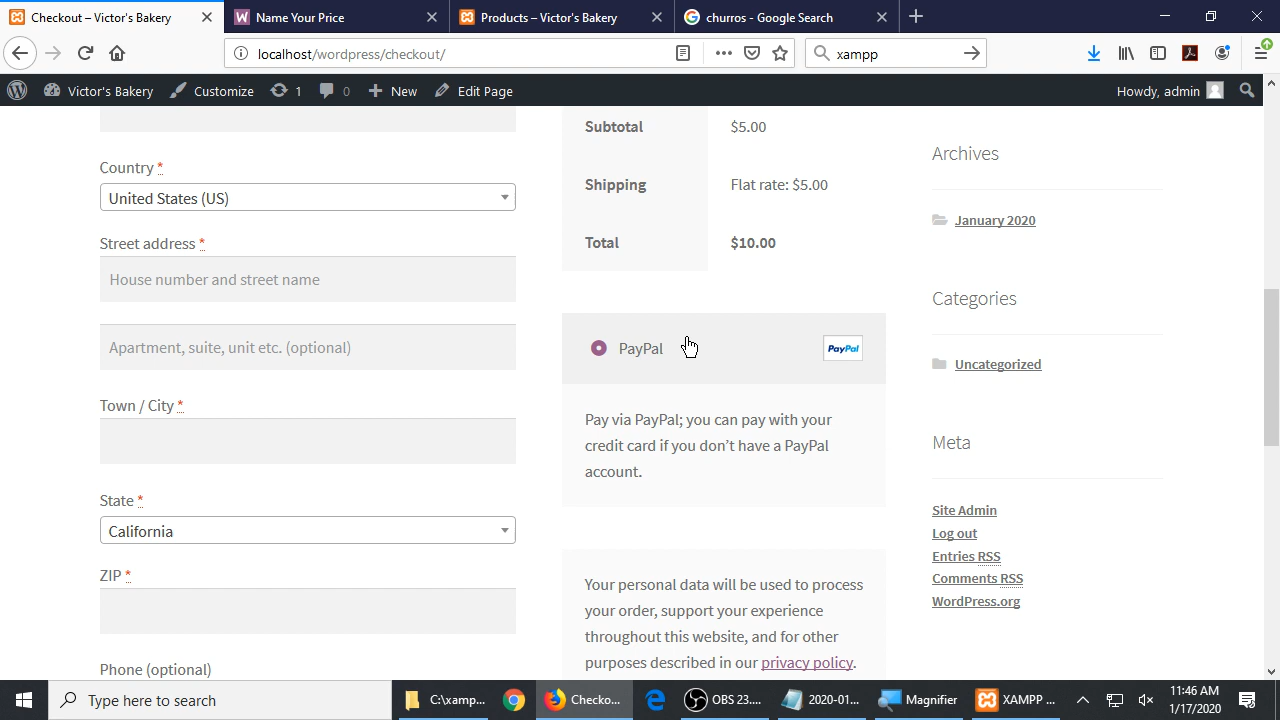 Checkout – Victor's Bakery
Name Your Price
Products – Victor's Bakery
churros - Google Search
localhost/wordpress/checkout/
xampp
Victor's Bakery
Customize
1
0
New
Edit Page
Howdy, admin
Country *
United States (US)
Street address *
House number and street name
Apartment, suite, unit etc. (optional)
Town / City *
State *
California
ZIP *
Phone (optional)
Subtotal $5.00
Shipping Flat rate: $5.00
Total $10.00
PayPal
PayPal
Pay via PayPal; you can pay with your
credit card if you don't have a PayPal
account.
Your personal data will be used to process
your order, support your experience
throughout this website, and for other
purposes described in our privacy policy.
Archives
January 2020
Categories
Uncategorized
Meta
Site Admin
Log out
Entries RSS
Comments RSS
WordPress.org
Type here to search
C:\xamp...
Checko...
OBS 23....
2020-01...
Magnifier
XAMPP ...
11:46 AM
1/17/2020